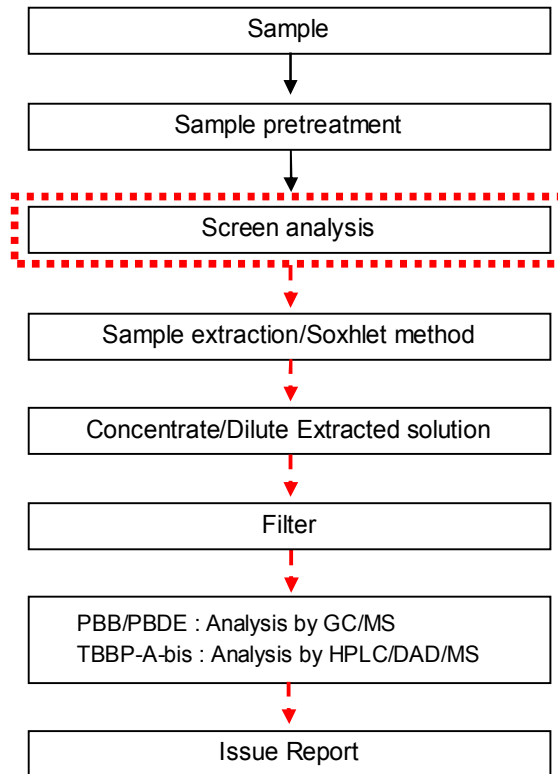 Sample
Sample pretreatment
Screen analysis
Sample extraction/Soxhlet method
Concentrate/Dilute Extracted solution
Filter
PBB/PBDE : Analysis by GC/MS
TBBP-A-bis : Analysis by HPLC/DAD/MS
Issue Report